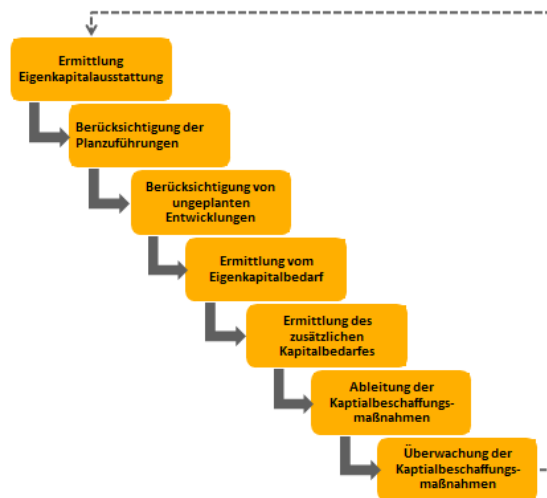 Ermittlung
Eigenkapitalausstattung
Berücksichtigung der
Planzuführungen
Berücksichtigung von
ungeplanten
Entwicklungen
Ermittlung vom
Eigenkapitalbedarf
Ermittlung des
zusätzlichen
Kapitalbedarfes
Ableitung der
Kaptialbeschaffungs-
maßnahmen
Überwachung der
Kaptialbeschaffungs-
maßnahmen